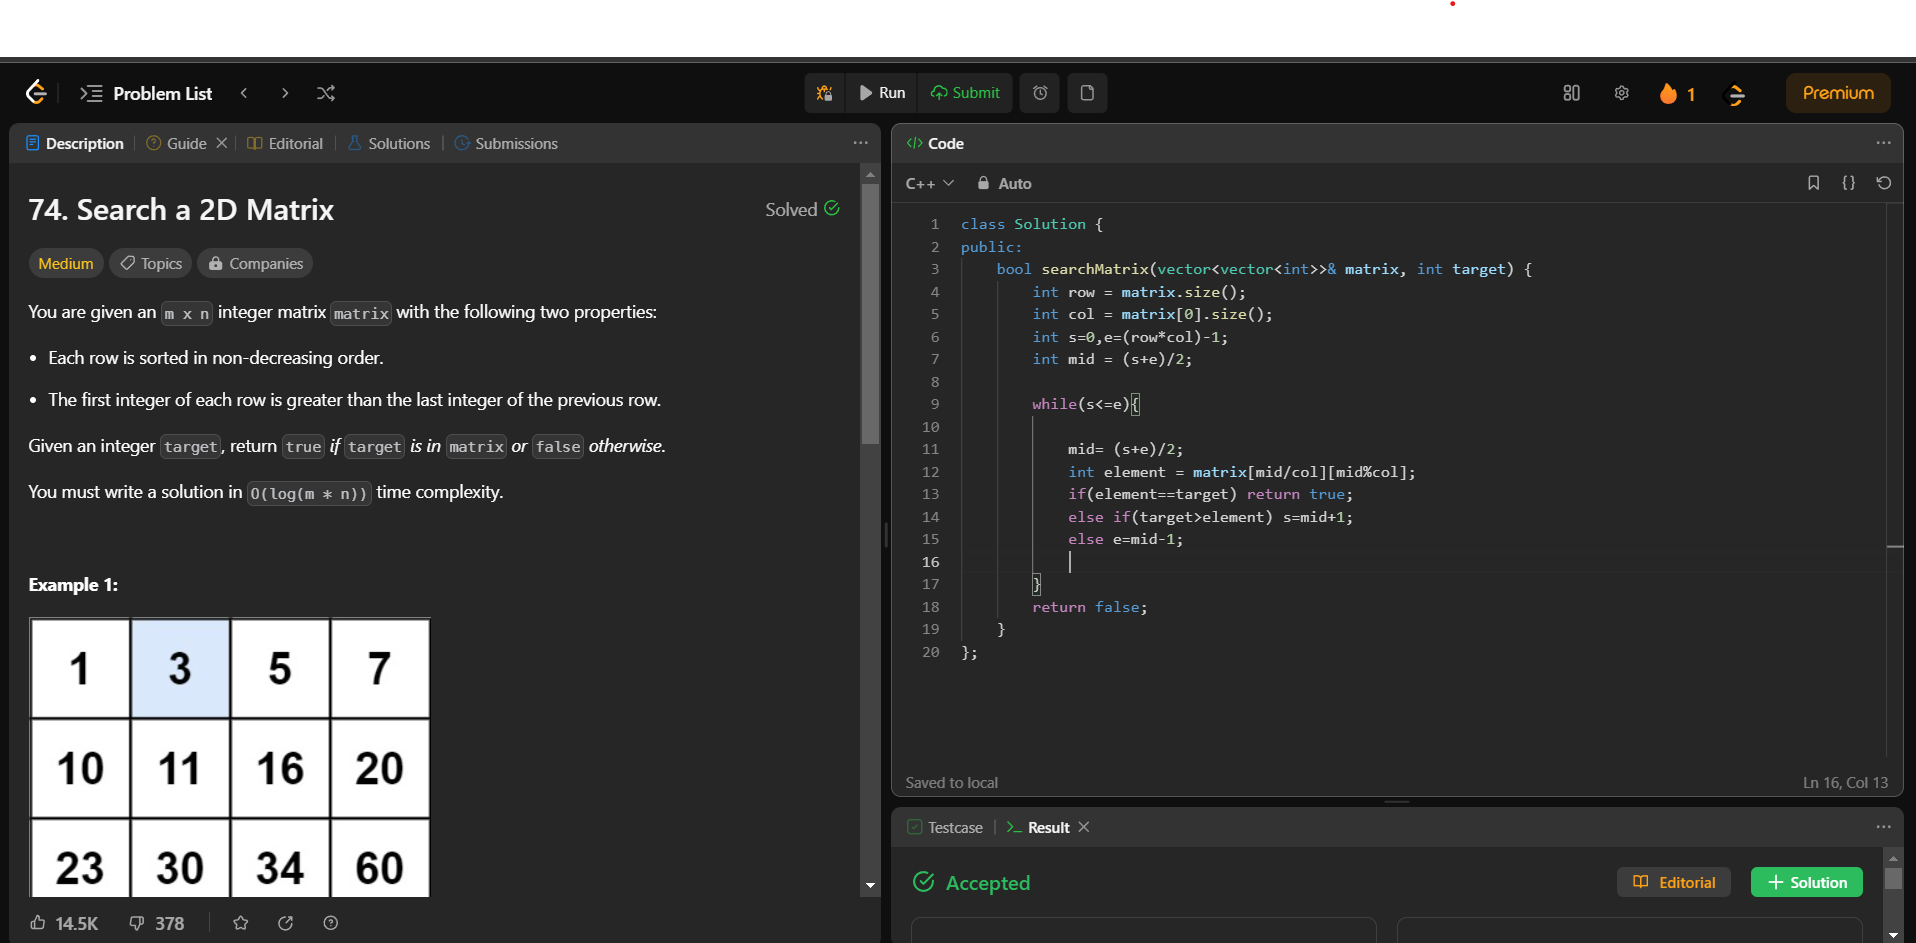 Problem List
Run
Submit
1
Premium
Description
Guide
Editorial
Solutions
Submissions
74. Search a 2D Matrix
Solved
Medium
Topics
Companies
You are given an m x n integer matrix matrix with the following two properties:
• Each row is sorted in non-decreasing order.
• The first integer of each row is greater than the last integer of the previous row.
Given an integer target, return true if target is in matrix or false otherwise.
You must write a solution in O(log(m * n)) time complexity.
Example 1:
1 3 5 7
10 11 16 20
23 30 34 60
14.5K
378
</> Code
C++
Auto
1 class Solution {
2 public:
3     bool searchMatrix(vector<vector<int>>& matrix, int target) {
4         int row = matrix.size();
5         int col = matrix[0].size();
6         int s=0,e=(row*col)-1;
7         int mid = (s+e)/2;
8
9         while(s<=e){
10
11             mid= (s+e)/2;
12             int element = matrix[mid/col][mid%col];
13             if(element==target) return true;
14             else if(target>element) s=mid+1;
15             else e=mid-1;
16
17         }
18         return false;
19     }
20 };
Saved to local
Ln 16, Col 13
Testcase
>_ Result
Accepted
Editorial
+ Solution